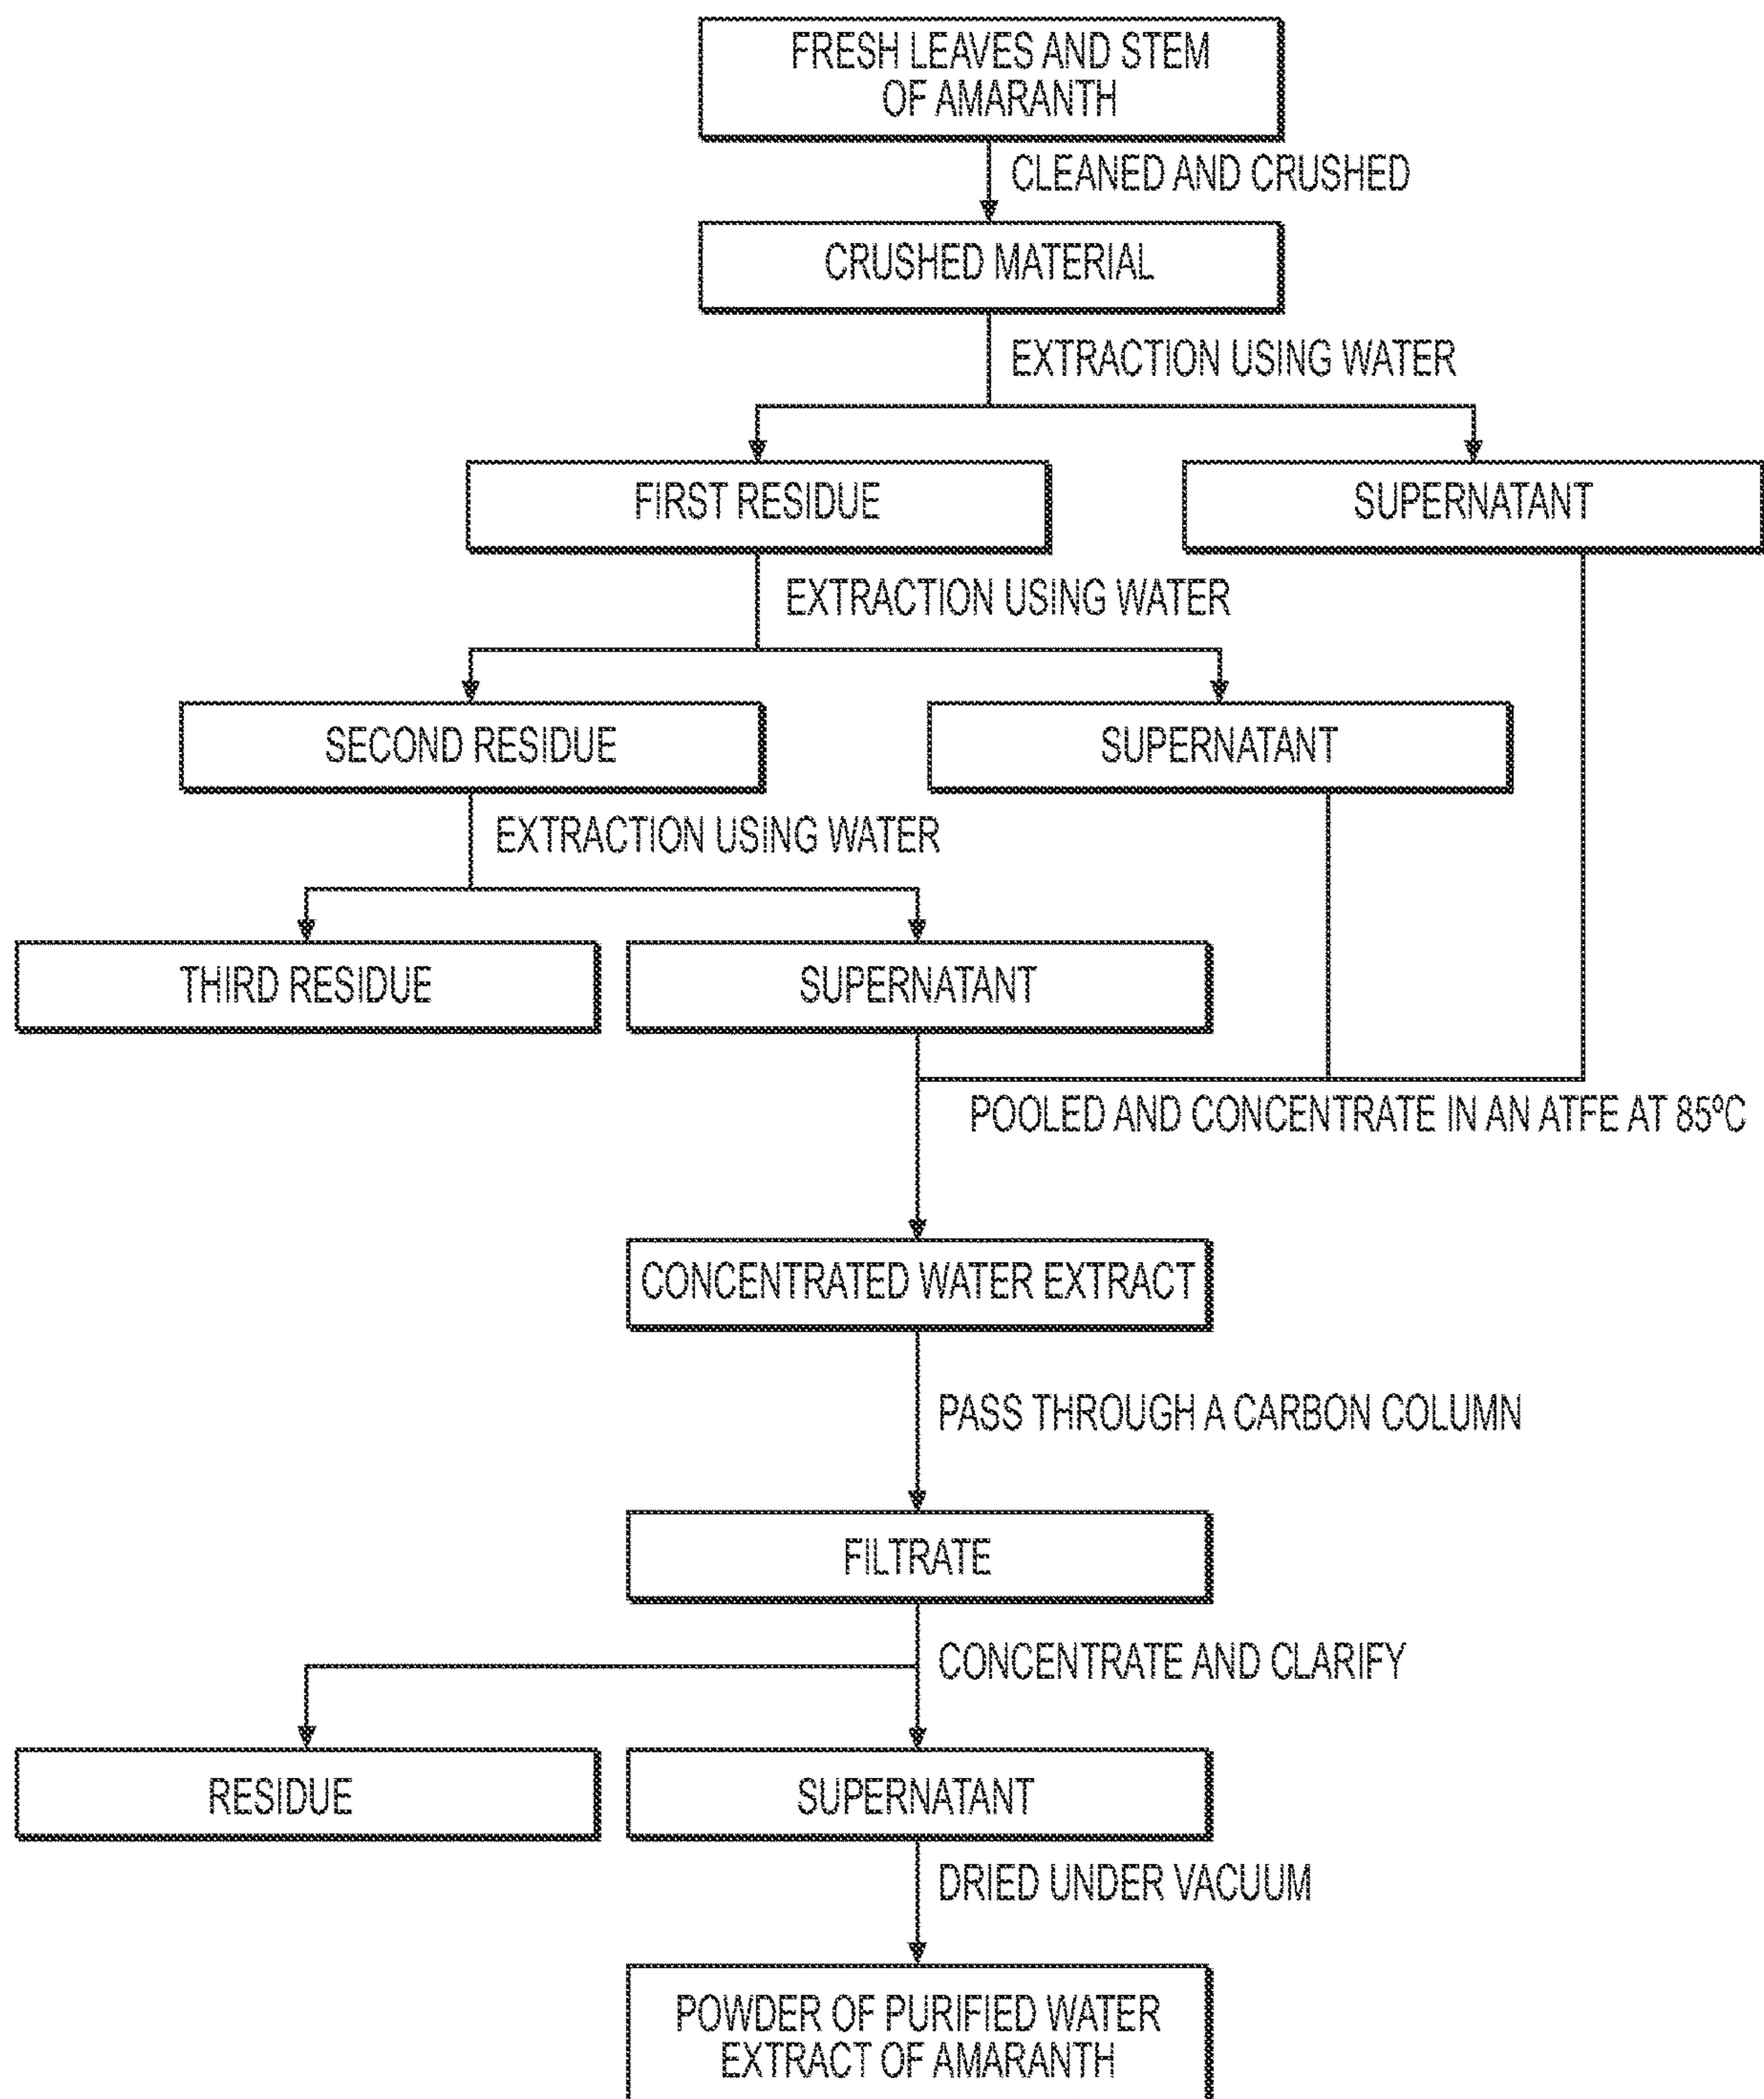 FRESH LEAVES AND STEM
OF AMARANTH
CLEANED AND CRUSHED
CRUSHED MATERIAL
EXTRACTION USING WATER
FIRST RESIDUE
SUPERNATANT
EXTRACTION USING WATER
SECOND RESIDUE
SUPERNATANT
EXTRACTION USING WATER
THIRD RESIDUE
SUPERNATANT
POOLED AND CONCENTRATE IN AN ATFE AT 85ºC
CONCENTRATED WATER EXTRACT
PASS THROUGH A CARBON COLUMN
FILTRATE
CONCENTRATE AND CLARIFY
RESIDUE
SUPERNATANT
DRIED UNDER VACUUM
POWDER OF PURIFIED WATER
EXTRACT OF AMARANTH